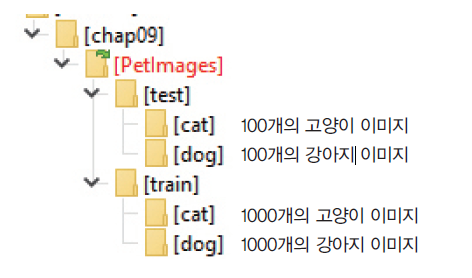 [chap09]
[PetImages]
[test]
[cat] 100개의 고양이 이미지
[dog] 100개의 강아지 이미지
[train]
[cat] 1000개의 고양이 이미지
[dog] 1000개의 강아지 이미지